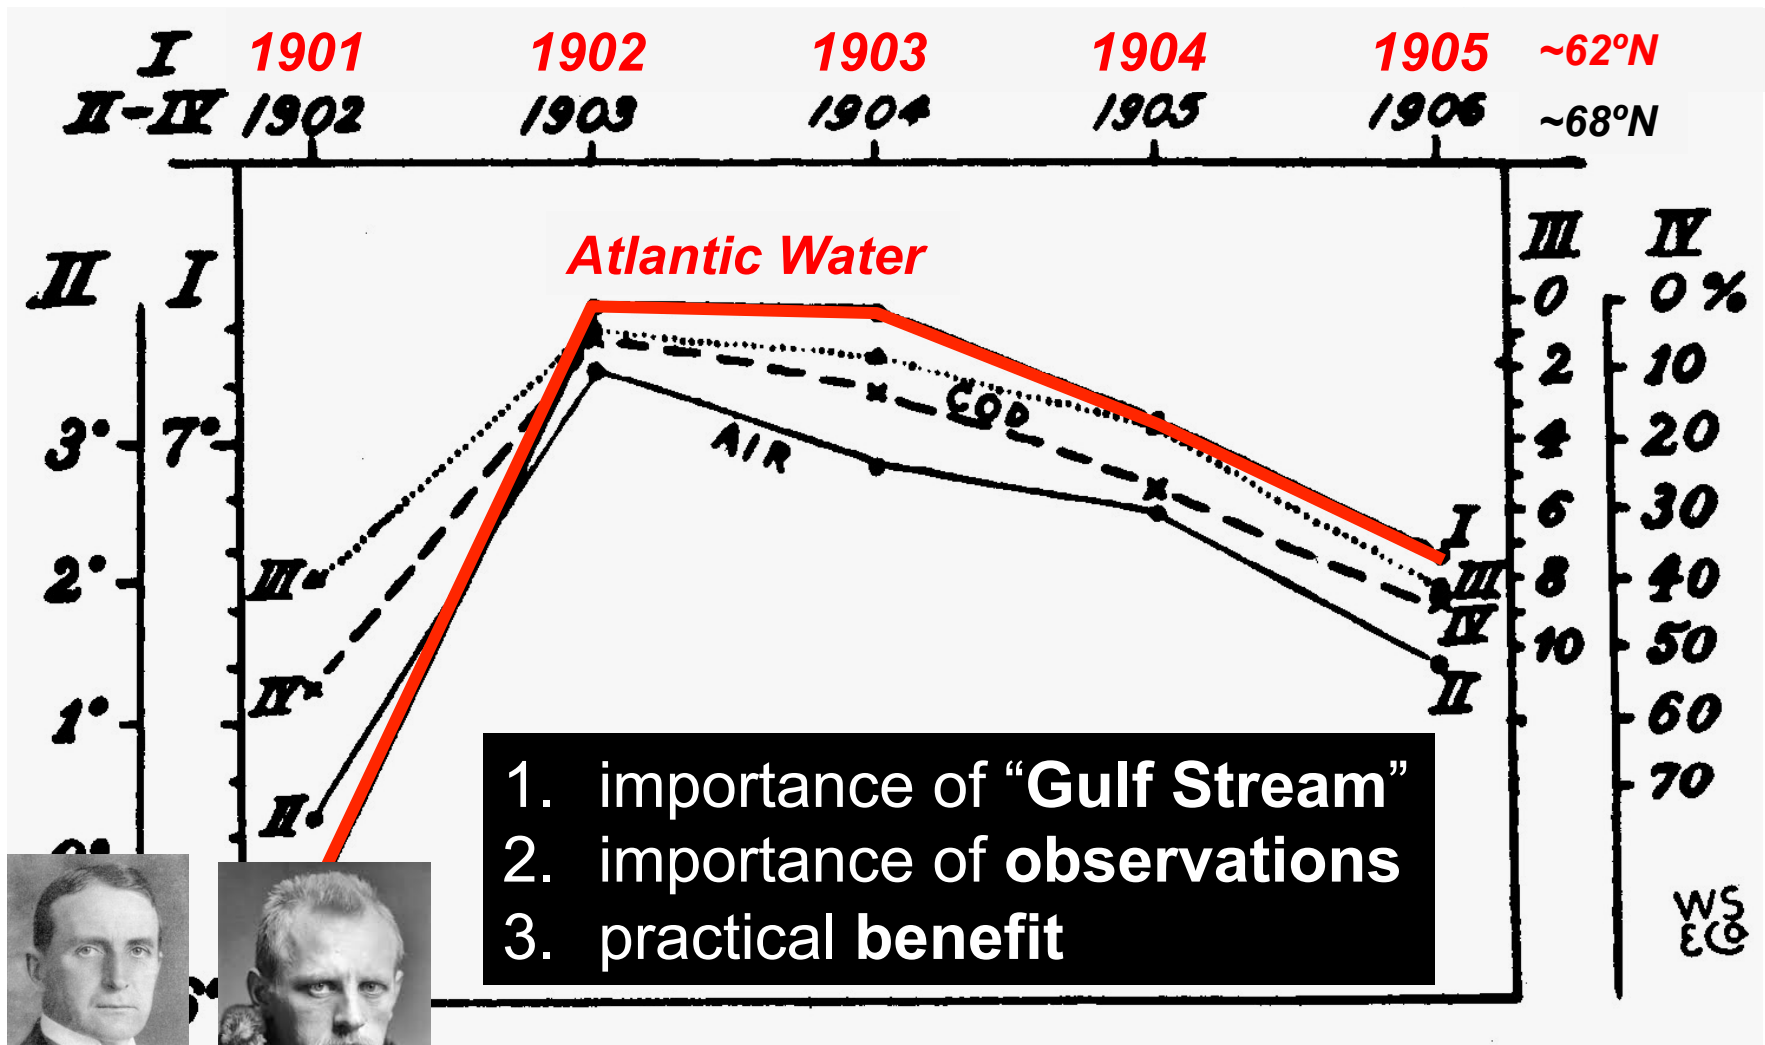 I 1901 1902 1903 1904 1905 ~62ºN
II-IV 1902 1903 1904 1905 1906 ~68ºN
II I III IV
Atlantic Water
0 0%
2 10
3° 7° 4 20
COD
AIR
6 30
I
2° III 8 40
III
IV
10 50
1° IV 60
II
70
II
0°
6°
1. importance of “Gulf Stream”
2. importance of observations
3. practical benefit
WS
&Co